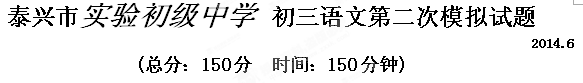 泰兴市实验初级中学 初三语文第二次模拟试题
2014.6
(总分：150分 时间：150分钟)